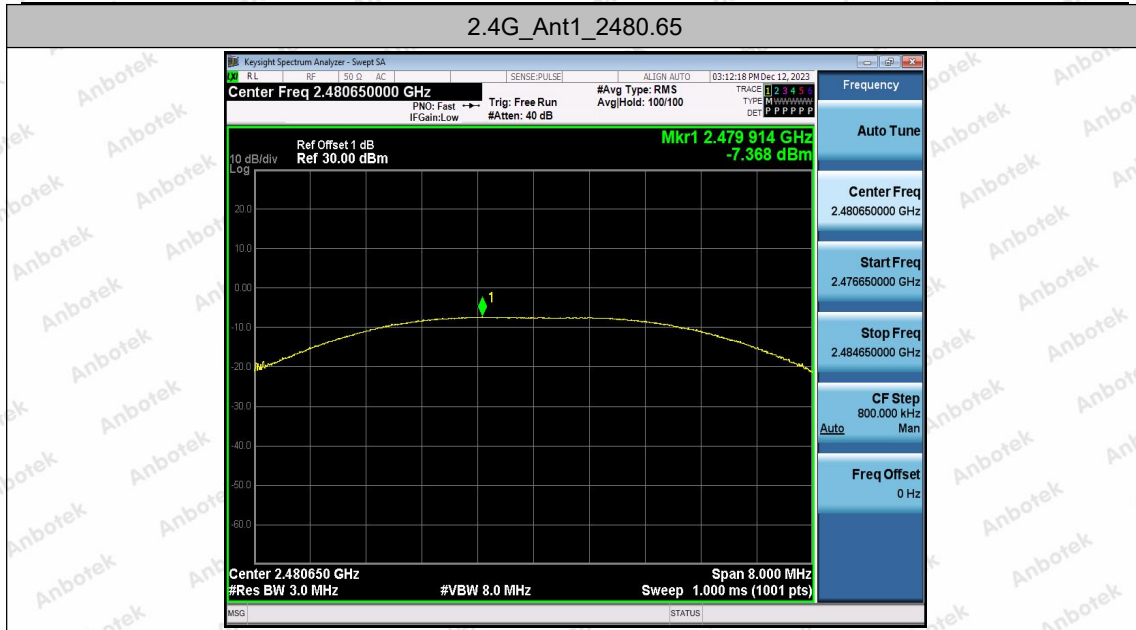 2.4G_Ant1_2480.65
Keysight Spectrum Analyzer - Swept SA
RL RF 50 Ω AC SENSE:PULSE ALIGN AUTO 03:12:18 PM Dec 12, 2023
Center Freq 2.480650000 GHz
PNO: Fast
IFGain:Low
Trig: Free Run
#Atten: 40 dB
#Avg Type: RMS
Avg|Hold: 100/100
TRACE 1 2 3 4 5 6
TYPE M W W W W W
DET P P P P P P
Frequency
Mkr1 2.479 914 GHz
-7.368 dBm
Ref Offset 1 dB
10 dB/div Ref 30.00 dBm
Log
20.0
10.0
0.00
1
-10.0
-20.0
-30.0
-40.0
-50.0
-60.0
Center 2.480650 GHz Span 8.000 MHz
#Res BW 3.0 MHz #VBW 8.0 MHz Sweep 1.000 ms (1001 pts)
MSG STATUS
Auto Tune
Center Freq
2.480650000 GHz
Start Freq
2.476650000 GHz
Stop Freq
2.484650000 GHz
CF Step
800.000 kHz
Auto Man
Freq Offset
0 Hz
Anbotek